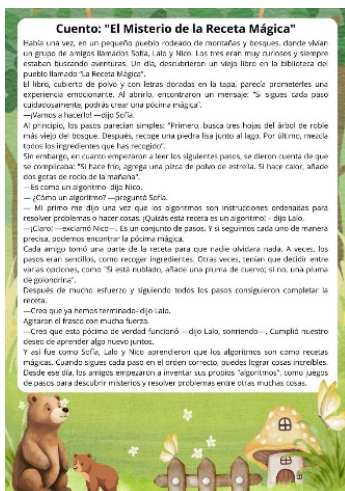 Cuento: "El Misterio de la Receta Mágica"
Había una vez, en un pequeño pueblo rodeado de montañas y bosques, donde vivían
un grupo de amigos llamados Sofía, Lalo y Nico. Los tres eran muy curiosos y siempre
estaban buscando aventuras. Un día, descubrieron un viejo libro en la biblioteca del
pueblo llamado "La Receta Mágica".
El libro, cubierto de polvo y con letras doradas en la tapa, parecía prometerles una
experiencia emocionante. Al abrirlo, encontraron un mensaje: "Si sigues cada paso
cuidadosamente, podrás crear una pócima mágica".
—¡Vamos a hacerlo! —dijo Sofía.
Al principio, los pasos parecían simples: "Primero, busca tres hojas del árbol de roble
más viejo del bosque. Después, recoge una piedra lisa junto al lago. Por último, mezcla
todos los ingredientes que has recogido".
Sin embargo, en cuanto empezaron a leer los siguientes pasos, se dieron cuenta de que
se complicaba: "Si hace frío, agrega una pizca de polvo de estrella. Si hace calor, añade
dos gotas de rocío de la mañana".
—Es como un algoritmo- dijo Nico.
— ¿Cómo un algoritmo? —preguntó Sofía.
— Mi primo me dijo una vez que los algoritmos son instrucciones ordenadas para
resolver problemas o hacer cosas. ¡Quizás esta receta es un algoritmo! - dijo Lalo.
—¡Claro! —exclamó Nico—. Es un conjunto de pasos. Y si seguimos cada uno de manera
precisa, podemos encontrar la pócima mágica.
Cada amigo tomó una parte de la receta para que nadie olvidara nada. A veces, los
pasos eran sencillos, como recoger ingredientes. Otras veces, tenían que decidir entre
varias opciones, como "Si está nublado, añade una pluma de cuervo; si no, una pluma
de golondrina".
Después de mucho esfuerzo y siguiendo todos los pasos consiguieron completar la
receta.
—Creo que ya hemos terminado- dijo Lalo.
Agitaron el frasco con mucha fuerza.
—Creo que esta pócima de verdad funcionó —dijo Lalo, sonriendo—. Cumplió nuestro
deseo de aprender algo nuevo juntos.
Y así fue como Sofía, Lalo y Nico aprendieron que los algoritmos son como recetas
mágicas. Cuando sigues cada paso en el orden correcto, puedes lograr cosas increíbles.
Desde ese día, los amigos empezaron a inventar sus propios "algoritmos", como juegos
de pasos para descubrir misterios y resolver problemas entre otras muchas cosas.